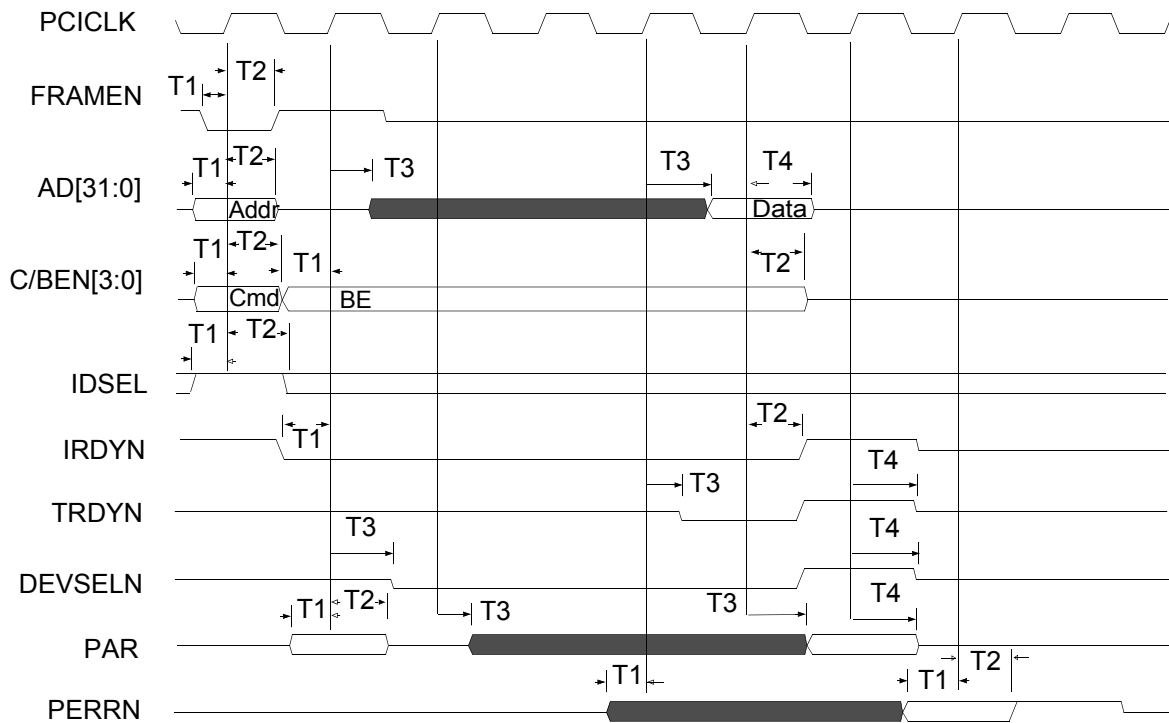 PCICLK
T1 T2
FRAMEN
T1 T2 T3 T3 T4
AD[31:0]
Addr Data
T1 T2 T1 T2
C/BEN[3:0]
Cmd BE
T1 T2
IDSEL
T1 T2
IRDYN
T3 T4
TRDYN
T3 T4
DEVSELN
T1 T2 T3 T3 T4
PAR
T1 T1 T2
PERRN